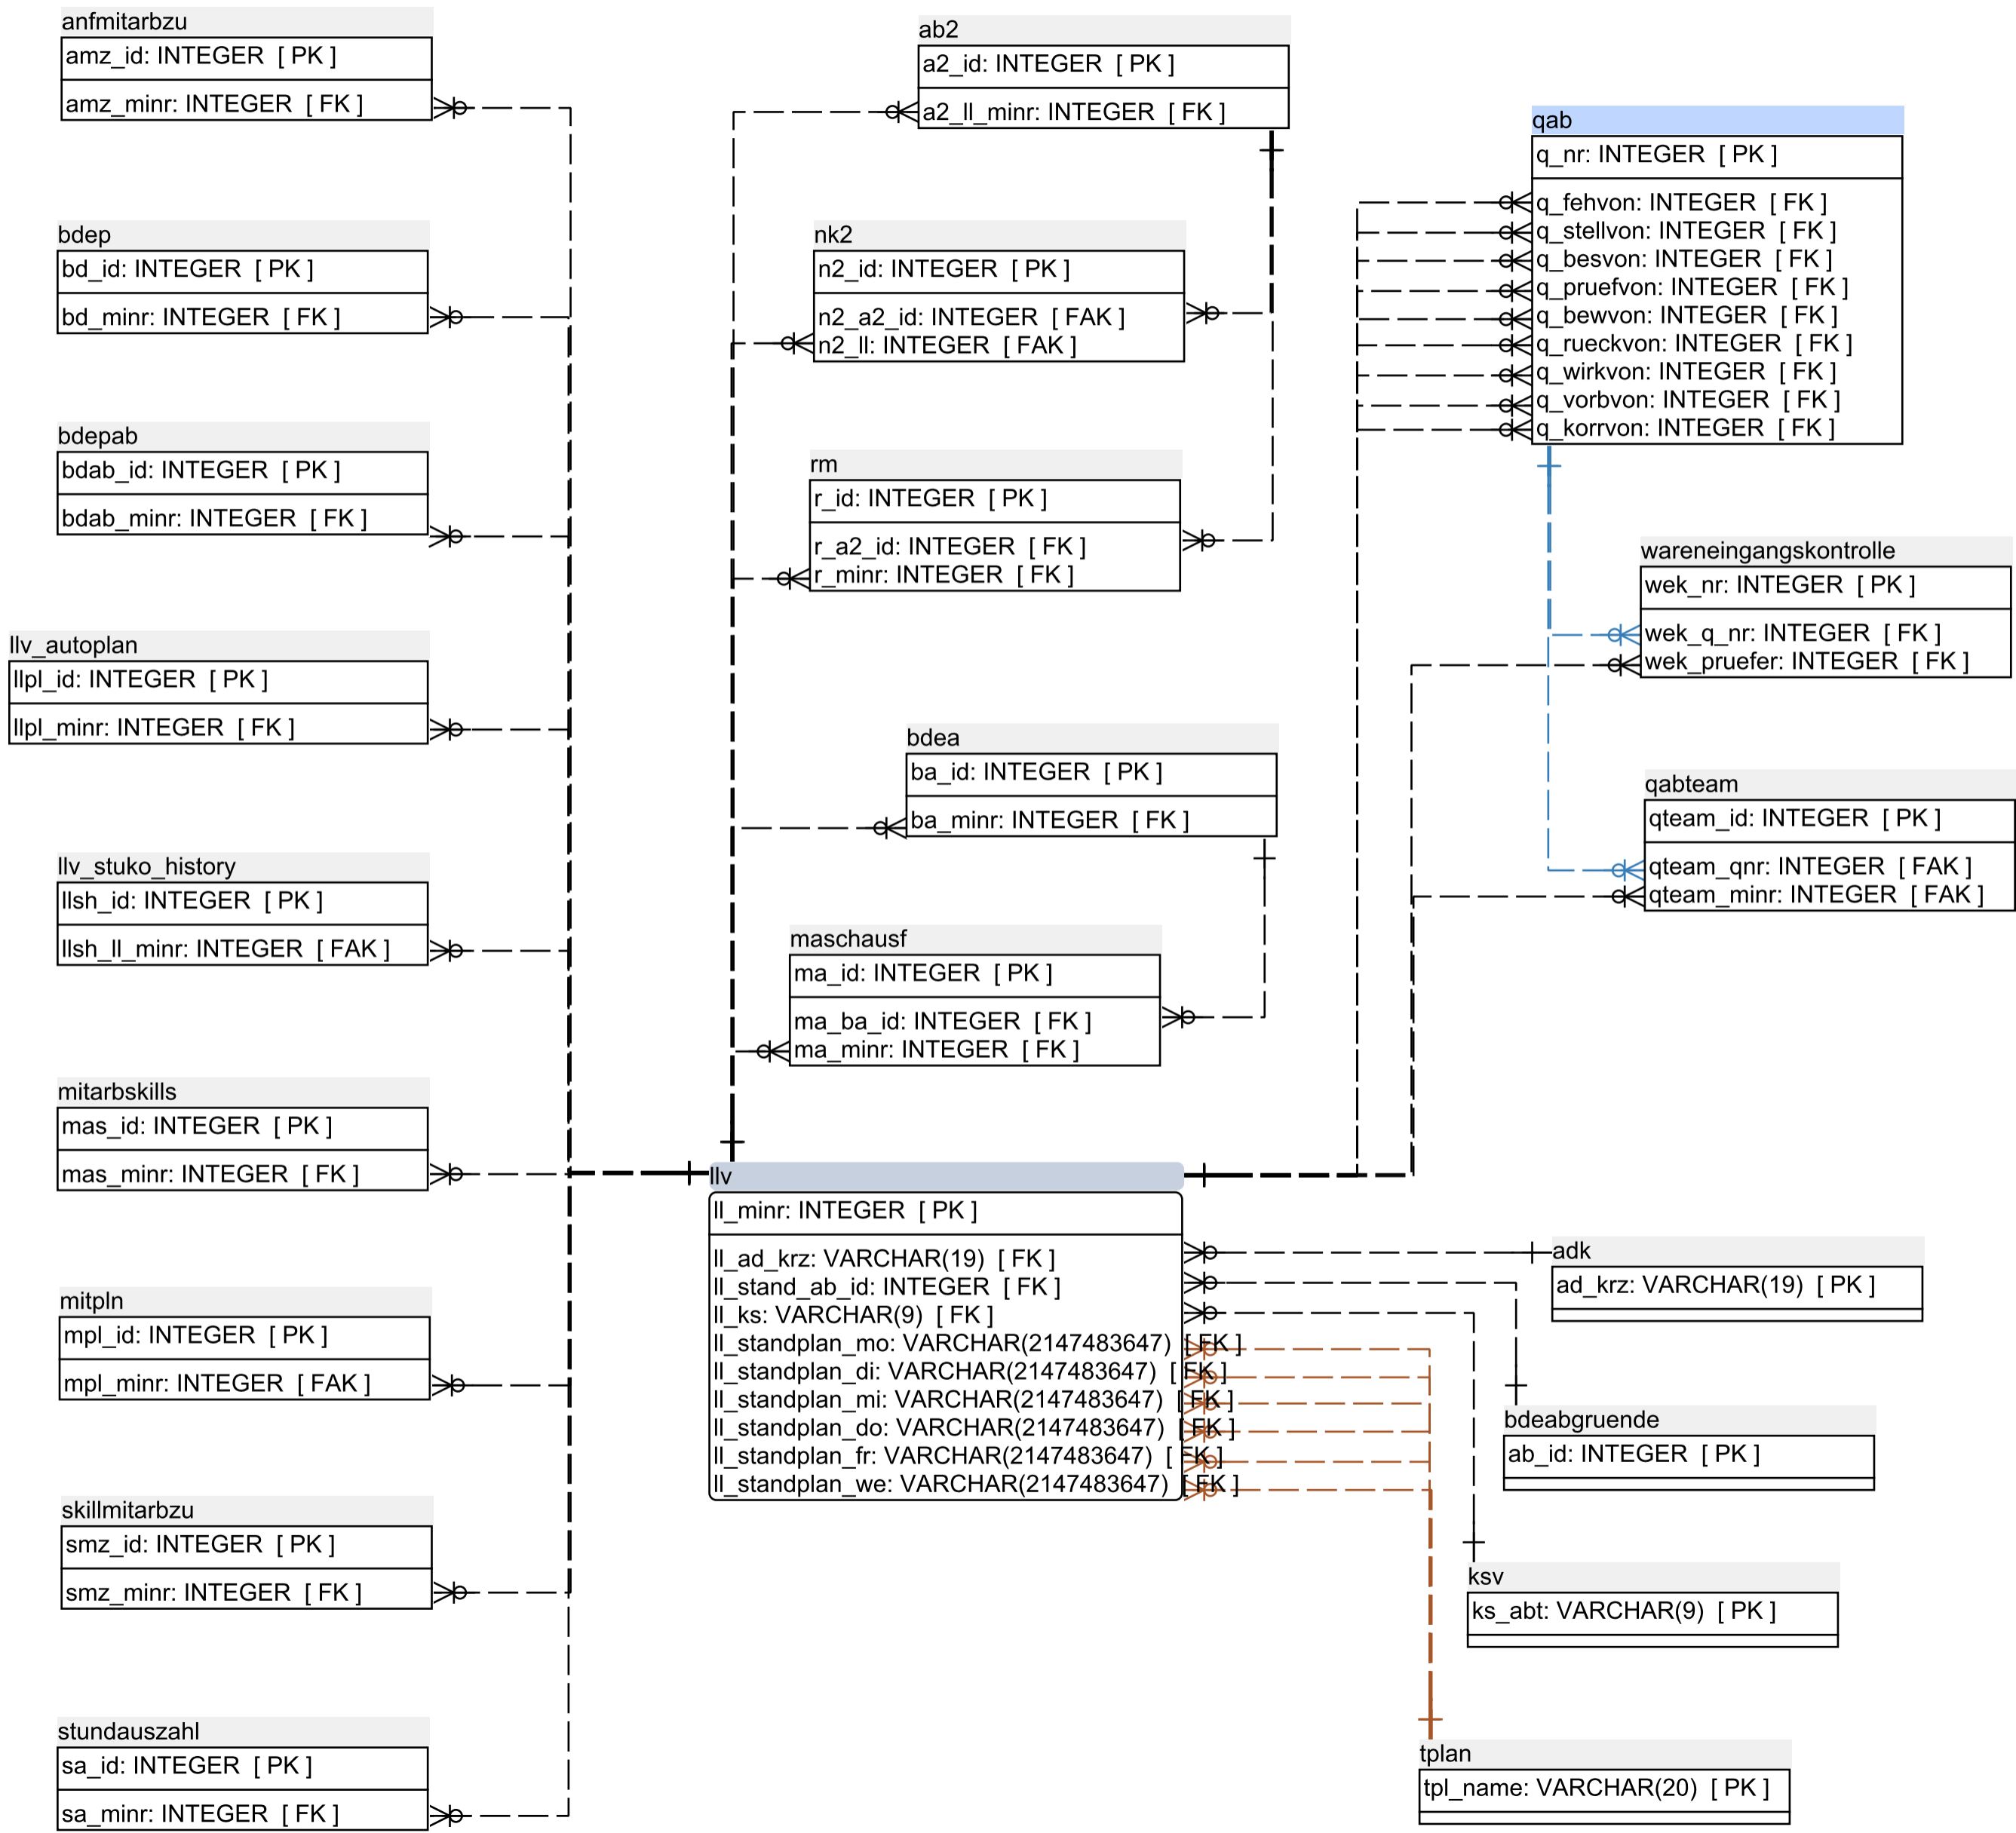 anfmitarbzu
amz_id: INTEGER  [ PK ]
amz_minr: INTEGER  [ FK ]
bdep
bd_id: INTEGER  [ PK ]
bd_minr: INTEGER  [ FK ]
bdepab
bdab_id: INTEGER  [ PK ]
bdab_minr: INTEGER  [ FK ]
llv_autoplan
llpl_id: INTEGER  [ PK ]
llpl_minr: INTEGER  [ FK ]
llv_stuko_history
llsh_id: INTEGER  [ PK ]
llsh_ll_minr: INTEGER  [ FAK ]
mitarbskills
mas_id: INTEGER  [ PK ]
mas_minr: INTEGER  [ FK ]
mitpln
mpl_id: INTEGER  [ PK ]
mpl_minr: INTEGER  [ FAK ]
skillmitarbzu
smz_id: INTEGER  [ PK ]
smz_minr: INTEGER  [ FK ]
stundauszahl
sa_id: INTEGER  [ PK ]
sa_minr: INTEGER  [ FK ]
ab2
a2_id: INTEGER  [ PK ]
a2_ll_minr: INTEGER  [ FK ]
nk2
n2_id: INTEGER  [ PK ]
n2_a2_id: INTEGER  [ FAK ]
n2_ll: INTEGER  [ FAK ]
rm
r_id: INTEGER  [ PK ]
r_a2_id: INTEGER  [ FK ]
r_minr: INTEGER  [ FK ]
bdea
ba_id: INTEGER  [ PK ]
ba_minr: INTEGER  [ FK ]
maschausf
ma_id: INTEGER  [ PK ]
ma_ba_id: INTEGER  [ FK ]
ma_minr: INTEGER  [ FK ]
llv
ll_minr: INTEGER  [ PK ]
ll_ad_krz: VARCHAR(19)  [ FK ]
ll_stand_ab_id: INTEGER  [ FK ]
ll_ks: VARCHAR(9)  [ FK ]
ll_standplan_mo: VARCHAR(2147483647)  [ FK ]
ll_standplan_di: VARCHAR(2147483647)  [ FK ]
ll_standplan_mi: VARCHAR(2147483647)  [ FK ]
ll_standplan_do: VARCHAR(2147483647)  [ FK ]
ll_standplan_fr: VARCHAR(2147483647)  [ FK ]
ll_standplan_we: VARCHAR(2147483647)  [ FK ]
qab
q_nr: INTEGER  [ PK ]
q_fehvon: INTEGER  [ FK ]
q_stellvon: INTEGER  [ FK ]
q_besvon: INTEGER  [ FK ]
q_pruefvon: INTEGER  [ FK ]
q_bewvon: INTEGER  [ FK ]
q_rueckvon: INTEGER  [ FK ]
q_wirkvon: INTEGER  [ FK ]
q_vorbvon: INTEGER  [ FK ]
q_korrvon: INTEGER  [ FK ]
wareneingangskontrolle
wek_nr: INTEGER  [ PK ]
wek_q_nr: INTEGER  [ FK ]
wek_pruefer: INTEGER  [ FK ]
qabteam
qteam_id: INTEGER  [ PK ]
qteam_qnr: INTEGER  [ FAK ]
qteam_minr: INTEGER  [ FAK ]
adk
ad_krz: VARCHAR(19)  [ PK ]
bdeabgruende
ab_id: INTEGER  [ PK ]
ksv
ks_abt: VARCHAR(9)  [ PK ]
tplan
tpl_name: VARCHAR(20)  [ PK ]